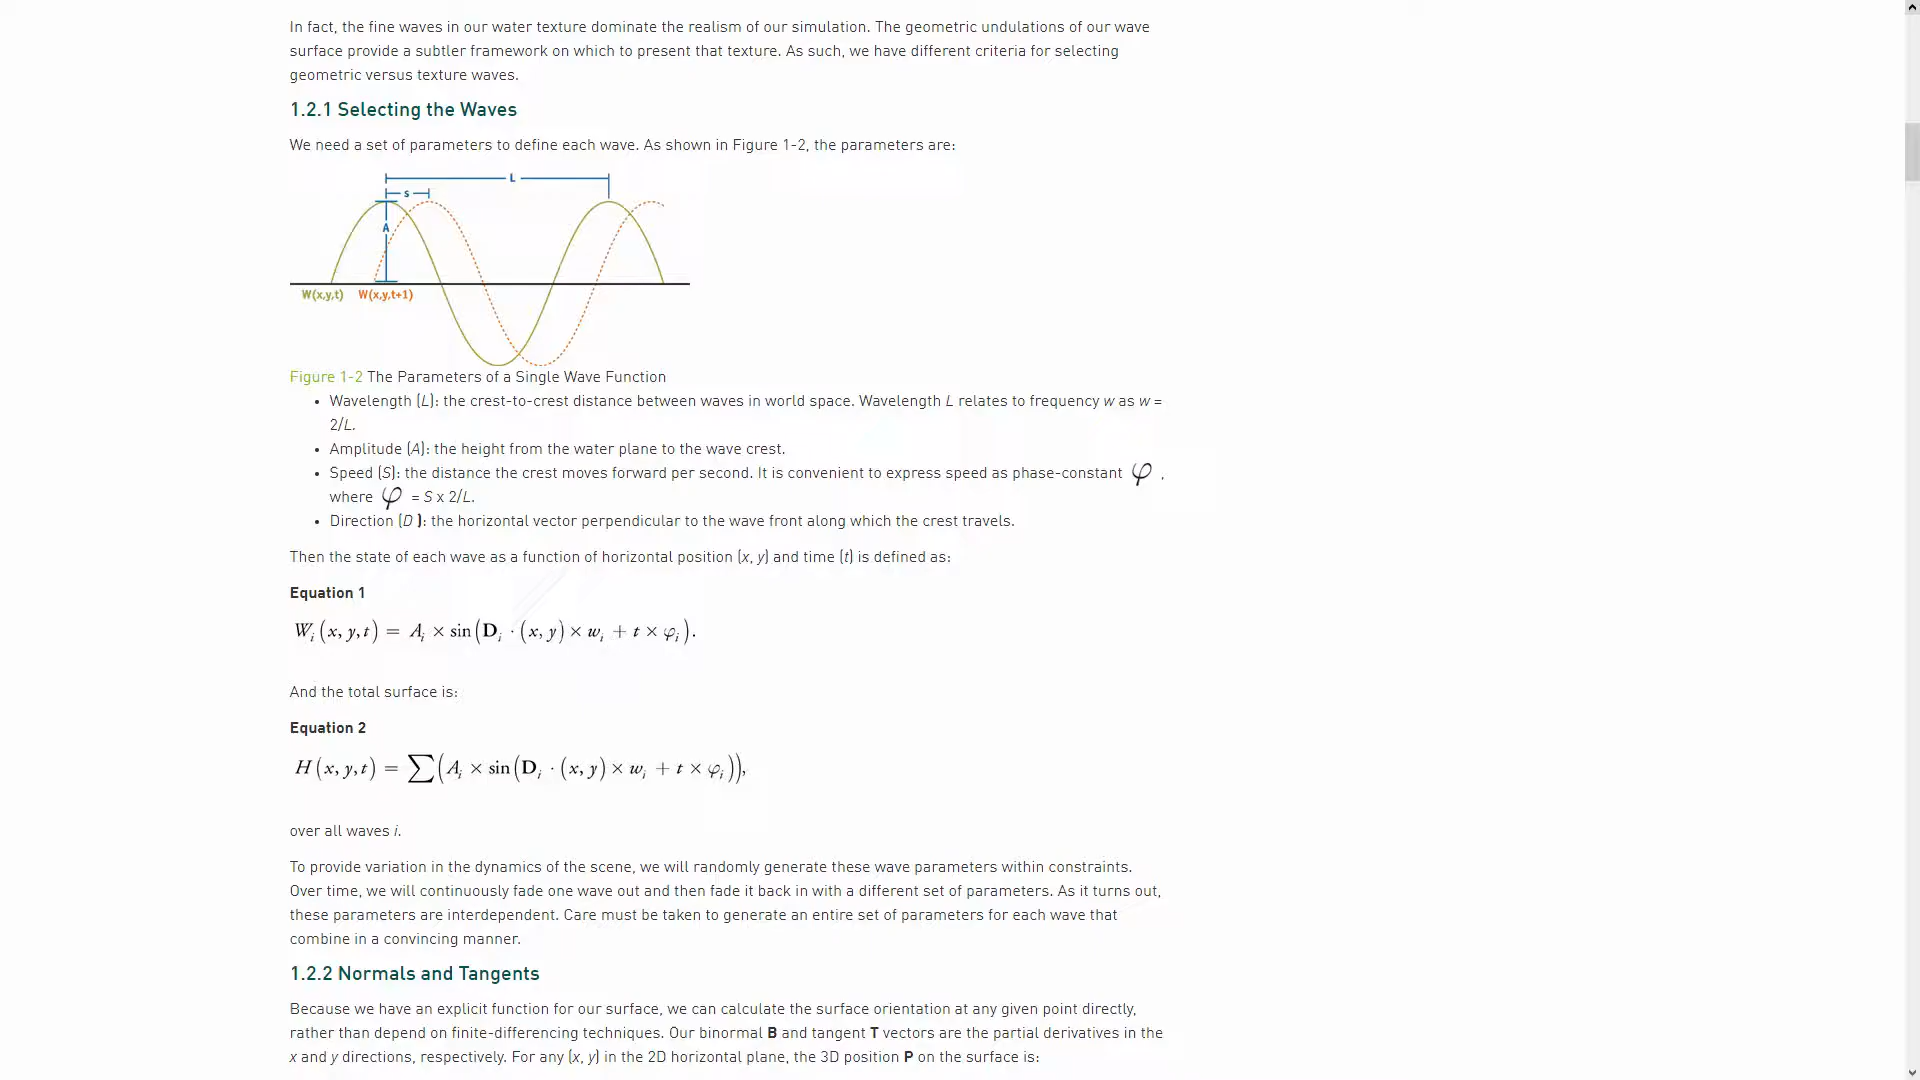 In fact, the fine waves in our water texture dominate the realism of our simulation. The geometric undulations of our wave
surface provide a subtler framework on which to present that texture. As such, we have different criteria for selecting
geometric versus texture waves.
1.2.1 Selecting the Waves
We need a set of parameters to define each wave. As shown in Figure 1-2, the parameters are:
L
s
A
W(x,y,t) W(x,y,t+1)
Figure 1-2 The Parameters of a Single Wave Function
• Wavelength (L): the crest-to-crest distance between waves in world space. Wavelength L relates to frequency w as w =
2/L.
• Amplitude (A): the height from the water plane to the wave crest.
• Speed (S): the distance the crest moves forward per second. It is convenient to express speed as phase-constant φ ,
where φ = S x 2/L.
• Direction (D ): the horizontal vector perpendicular to the wave front along which the crest travels.
Then the state of each wave as a function of horizontal position (x, y) and time (t) is defined as:
Equation 1
Wᵢ (x, y, t) = Aᵢ × sin(Dᵢ · (x, y) × wᵢ + t × φᵢ).
And the total surface is:
Equation 2
H (x, y, t) = ∑(Aᵢ × sin(Dᵢ · (x, y) × wᵢ + t × φᵢ)),
over all waves i.
To provide variation in the dynamics of the scene, we will randomly generate these wave parameters within constraints.
Over time, we will continuously fade one wave out and then fade it back in with a different set of parameters. As it turns out,
these parameters are interdependent. Care must be taken to generate an entire set of parameters for each wave that
combine in a convincing manner.
1.2.2 Normals and Tangents
Because we have an explicit function for our surface, we can calculate the surface orientation at any given point directly,
rather than depend on finite-differencing techniques. Our binormal B and tangent T vectors are the partial derivatives in the
x and y directions, respectively. For any (x, y) in the 2D horizontal plane, the 3D position P on the surface is: